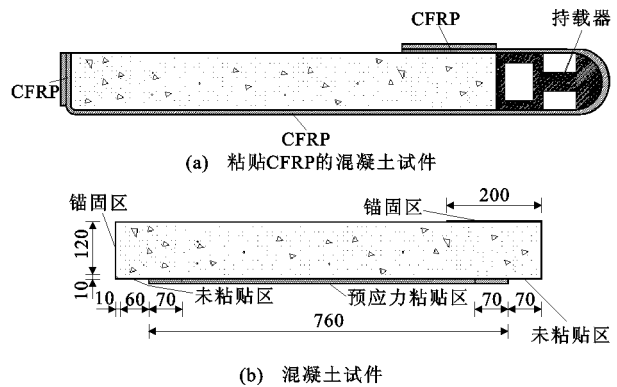 CFRP
持载器
CFRP
CFRP
(a) 粘贴CFRP的混凝土试件
200
锚固区
锚固区
120
10
未粘贴区
预应力粘贴区
10 60 70
70 70
760
未粘贴区
(b) 混凝土试件